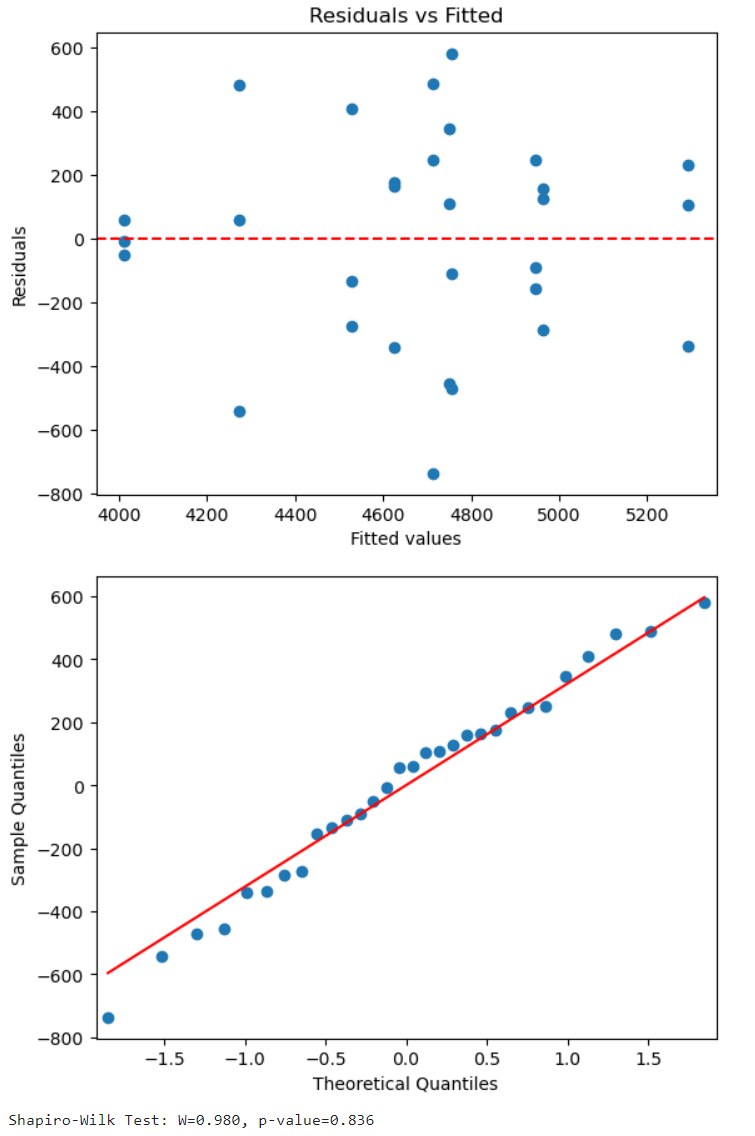 Residuals vs Fitted
600
400
200
0
−200
−400
−600
−800
Residuals
4000 4200 4400 4600 4800 5000 5200
Fitted values
600
400
200
0
−200
−400
−600
−800
Sample Quantiles
−1.5 −1.0 −0.5 0.0 0.5 1.0 1.5
Theoretical Quantiles
Shapiro-Wilk Test: W=0.980, p-value=0.836